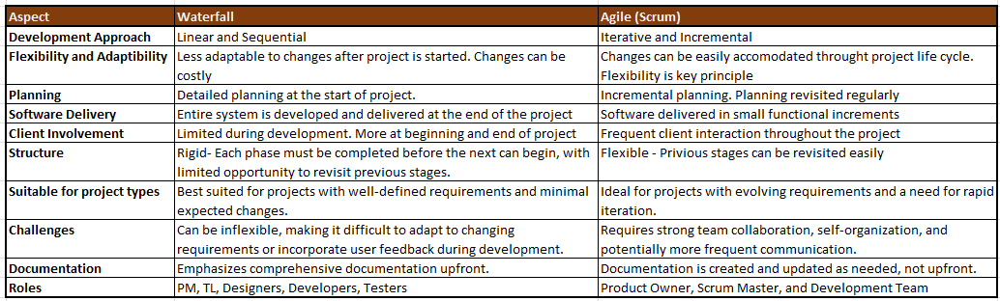 Aspect Waterfall Agile (Scrum)
Development Approach Linear and Sequential Iterative and Incremental
Flexibility and Adaptibility Less adaptable to changes after project is started. Changes can be Changes can be easily accomodated throught project life cycle.
costly Flexibility is key principle
Planning Detailed planning at the start of project. Incremental planning. Planning revisited regularly
Software Delivery Entire system is developed and delivered at the end of the project Software delivered in small functional increments
Client Involvement Limited during development. More at beginning and end of project Frequent client interaction throughout the project
Structure Rigid- Each phase must be completed before the next can begin, with Flexible - Privious stages can be revisited easily
limited opportunity to revisit previous stages.
Suitable for project types Best suited for projects with well-defined requirements and minimal Ideal for projects with evolving requirements and a need for rapid
expected changes. iteration.
Challenges Can be inflexible, making it difficult to adapt to changing Requires strong team collaboration, self-organization, and
requirements or incorporate user feedback during development. potentially more frequent communication.
Documentation Emphasizes comprehensive documentation upfront. Documentation is created and updated as needed, not upfront.
Roles PM, TL, Designers, Developers, Testers Product Owner, Scrum Master, and Development Team